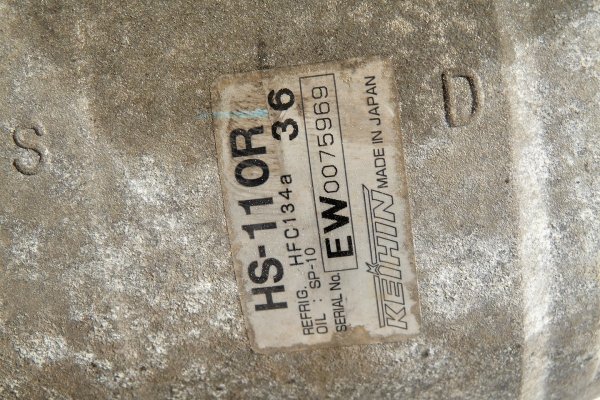 S
D
HS-110R
36
REFRIG. HFC134a
OIL : SP-10
SERIAL No. EW0075969
KEIHIN MADE IN JAPAN